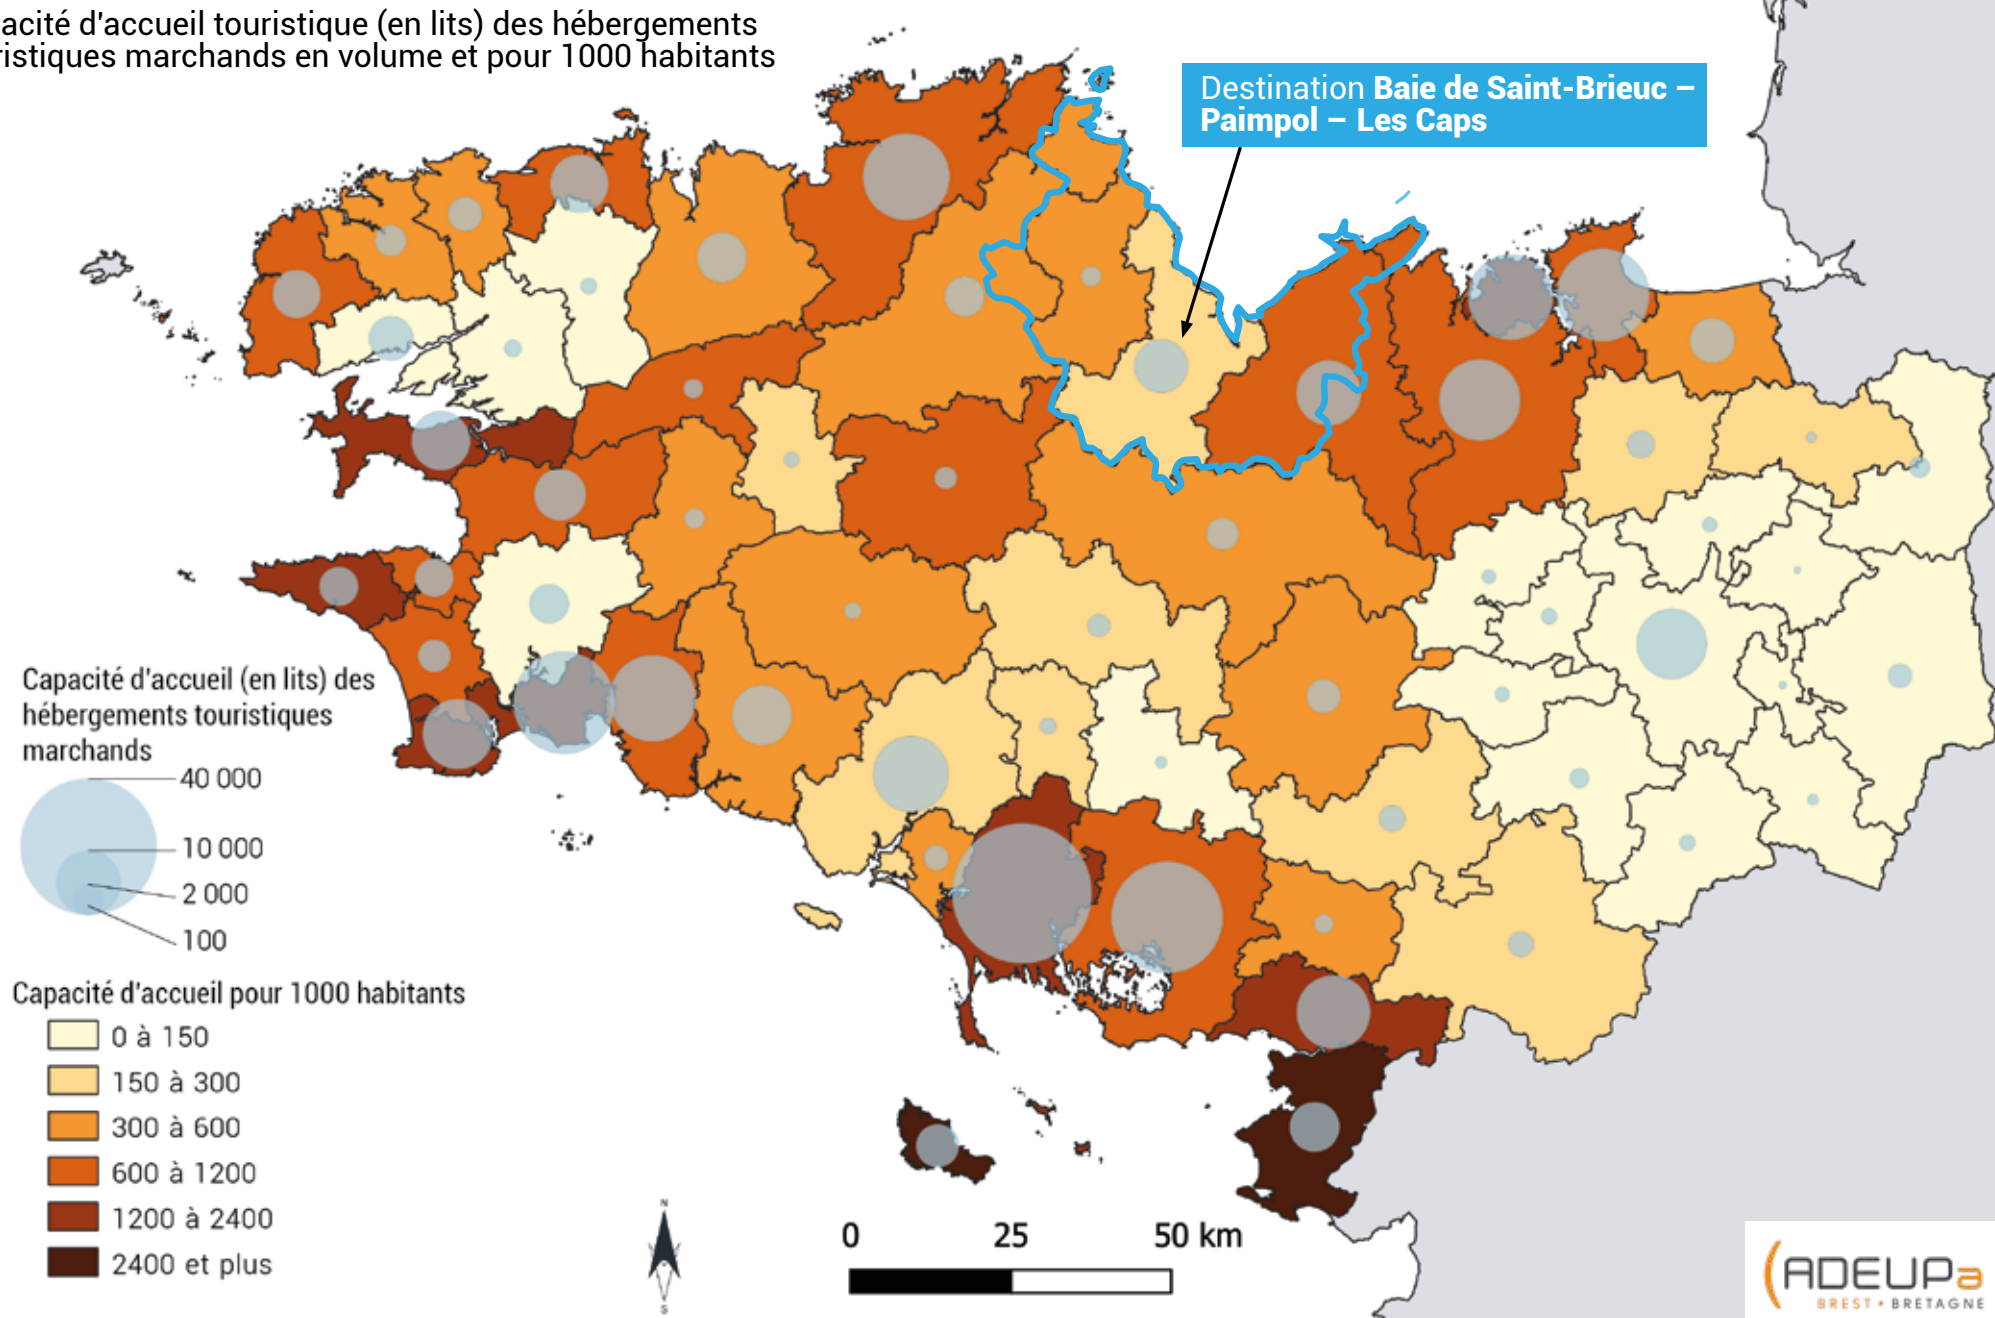 acité d'accueil touristique (en lits) des hébergements
ristiques marchands en volume et pour 1000 habitants
Destination Baie de Saint-Brieuc –
Paimpol – Les Caps
Capacité d'accueil (en lits) des
hébergements touristiques
marchands
40 000
10 000
2 000
100
Capacité d'accueil pour 1000 habitants
0 à 150
150 à 300
300 à 600
600 à 1200
1200 à 2400
2400 et plus
N
S
0 25 50 km
ADEUPa
BREST • BRETAGNE